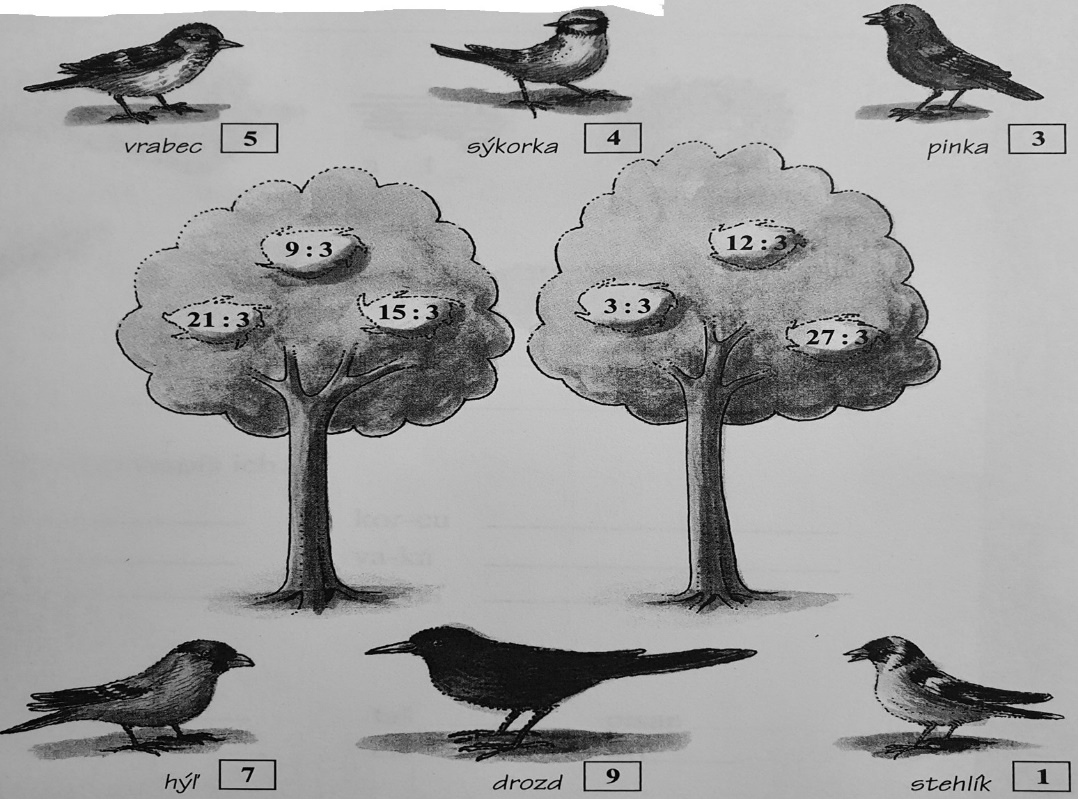 vrabec 5
sýkorka 4
pinka 3
9 : 3
21 : 3
15 : 3
12 : 3
3 : 3
27 : 3
hýľ 7
drozd 9
stehlík 1